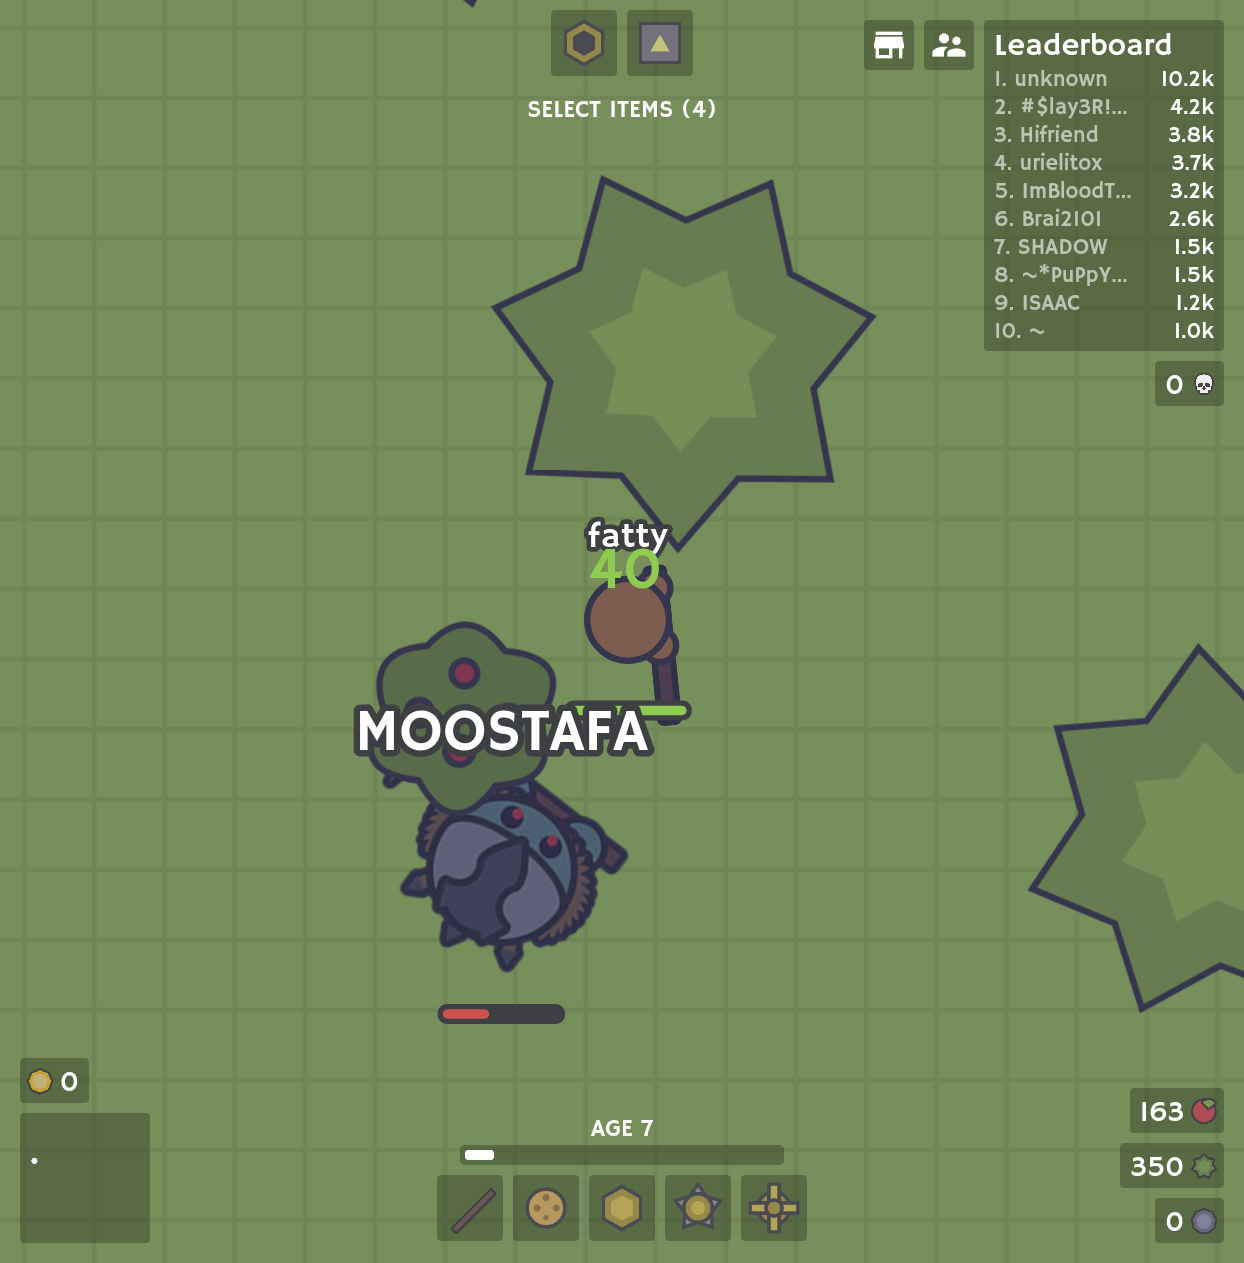 SELECT ITEMS (4)
Leaderboard
1. unknown 10.2k
2. #$lay3R!... 4.2k
3. Hifriend 3.8k
4. urielitox 3.7k
5. ImBloodT... 3.2k
6. Brai2101 2.6k
7. SHADOW 1.5k
8. ~*PuPpY... 1.5k
9. ISAAC 1.2k
10. ~ 1.0k
0
fatty
40
MOOSTAFA
0
163
AGE 7
350
0